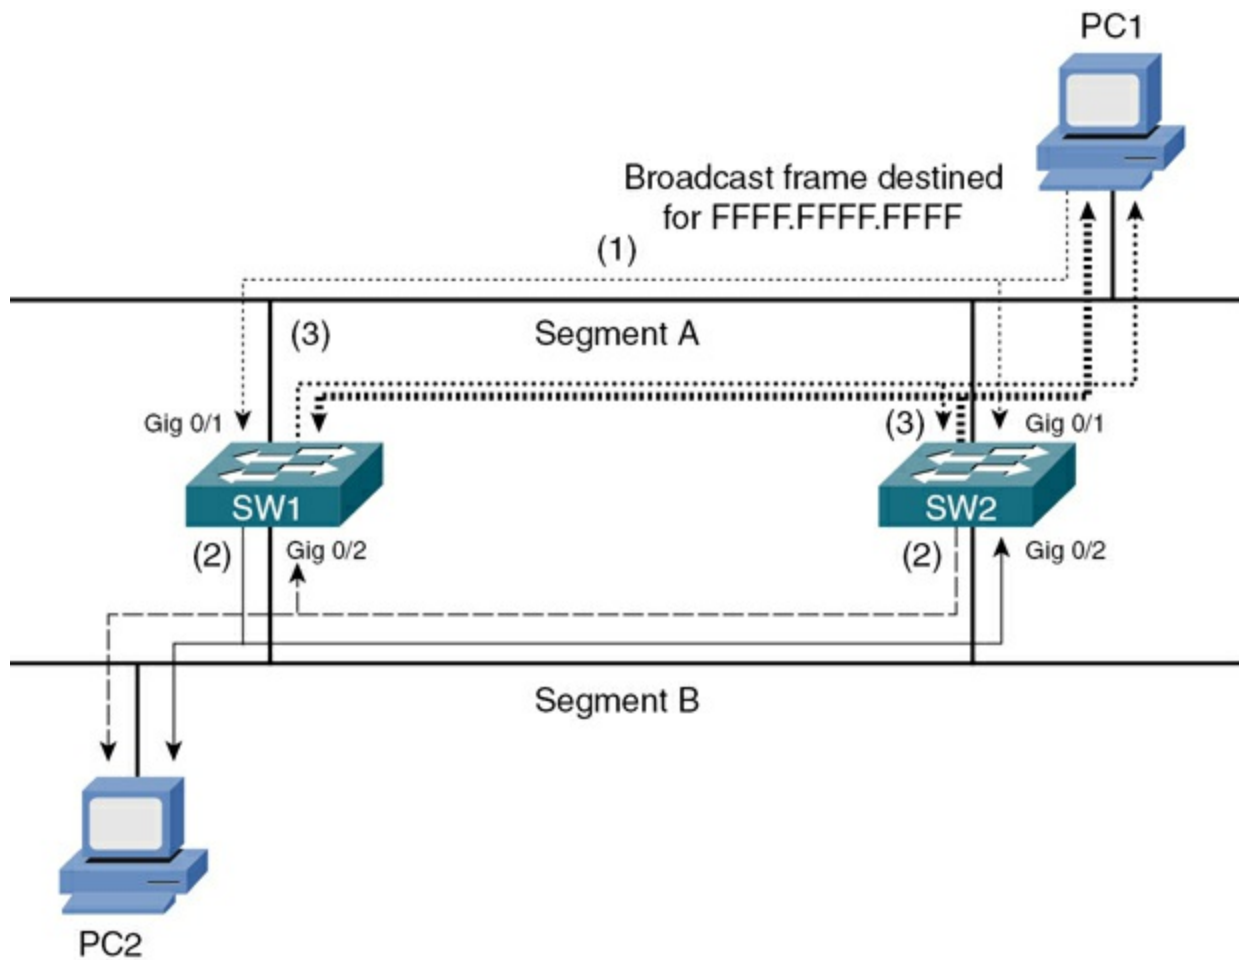 PC1
Broadcast frame destined
for FFFF.FFFF.FFFF
(1)
(3)
Segment A
Gig 0/1
(3)
Gig 0/1
SW1
SW2
(2)
Gig 0/2
(2)
Gig 0/2
Segment B
PC2